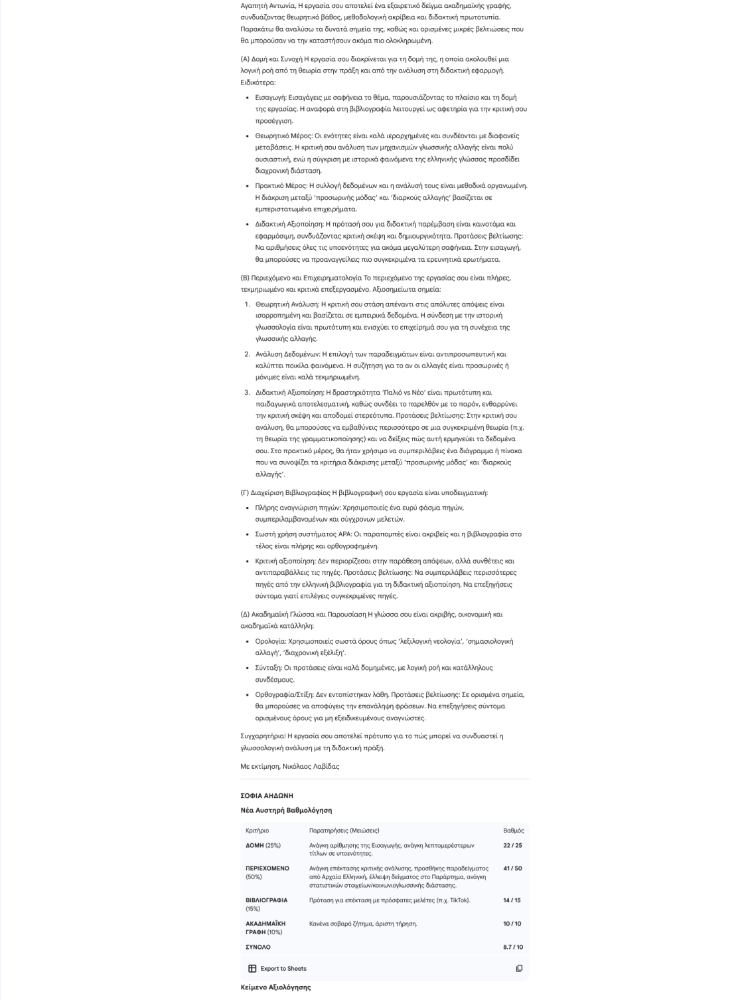 Αγαπητή Αντωνία, Η εργασία σου αποτελεί ένα εξαιρετικό δείγμα ακαδημαϊκής γραφής,
συνδυάζοντας θεωρητικό βάθος, μεθοδολογική ακρίβεια και διδακτική πρωτοτυπία.
Παρακάτω θα αναλύσω τα δυνατά σημεία της, καθώς και ορισμένες μικρές βελτιώσεις που
θα μπορούσαν να την καταστήσουν ακόμα πιο ολοκληρωμένη.
(Α) Δομή και Συνοχή Η εργασία σου διακρίνεται για τη δομή της, η οποία ακολουθεί μια
λογική ροή από τη θεωρία στην πράξη και από την ανάλυση στη διδακτική εφαρμογή.
Ειδικότερα:
• Εισαγωγή: Εισαγάγεις με σαφήνεια το θέμα, παρουσιάζοντας το πλαίσιο και τη δομή
της εργασίας. Η αναφορά στη βιβλιογραφία λειτουργεί ως αφετηρία για την κριτική σου
προσέγγιση.
• Θεωρητικό Μέρος: Οι ενότητες είναι καλά ιεραρχημένες και συνδέονται με διαφανείς
μεταβάσεις. Η κριτική σου ανάλυση των μηχανισμών γλωσσικής αλλαγής είναι πολύ
ουσιαστική, ενώ η σύγκριση με ιστορικά φαινόμενα της ελληνικής γλώσσας προσδίδει
διαχρονική διάσταση.
• Πρακτικό Μέρος: Η συλλογή δεδομένων και η ανάλυσή τους είναι μεθοδικά οργανωμένη.
Η διάκριση μεταξύ ‘προσωρινής μόδας’ και ‘διαρκούς αλλαγής’ βασίζεται σε
εμπεριστατωμένα επιχειρήματα.
• Διδακτική Αξιοποίηση: Η πρότασή σου για διδακτική παρέμβαση είναι καινοτόμα και
εφαρμόσιμη, συνδυάζοντας κριτική σκέψη και δημιουργικότητα. Προτάσεις βελτίωσης:
Να αριθμήσεις όλες τις υποενότητες για ακόμα μεγαλύτερη σαφήνεια. Στην εισαγωγή,
θα μπορούσες να προαναγγείλεις πιο συγκεκριμένα τα ερευνητικά ερωτήματα.
(Β) Περιεχόμενο και Επιχειρηματολογία Το περιεχόμενο της εργασίας σου είναι πλήρες,
τεκμηριωμένο και κριτικά επεξεργασμένο. Αξιοσημείωτα σημεία:
1. Θεωρητική Ανάλυση: Η κριτική σου στάση απέναντι στις απόλυτες απόψεις είναι
ισορροπημένη και βασίζεται σε εμπειρικά δεδομένα. Η σύνδεση με την ιστορική
γλωσσολογία είναι πρωτότυπη και ενισχύει το επιχείρημά σου για τη συνέχεια της
γλωσσικής αλλαγής.
2. Ανάλυση Δεδομένων: Η επιλογή των παραδειγμάτων είναι αντιπροσωπευτική και
καλύπτει ποικίλα φαινόμενα. Η συζήτηση για το αν οι αλλαγές είναι προσωρινές ή
μόνιμες είναι καλά τεκμηριωμένη.
3. Διδακτική Αξιοποίηση: Η δραστηριότητα ‘Παλιό vs Νέο’ είναι πρωτότυπη και
παιδαγωγικά αποτελεσματική, καθώς συνδέει το παρελθόν με το παρόν, ενθαρρύνει
την κριτική σκέψη και αποδομεί στερεότυπα. Προτάσεις βελτίωσης: Στην κριτική σου
ανάλυση, θα μπορούσες να εμβαθύνεις περισσότερο σε μια συγκεκριμένη θεωρία (π.χ.
τη θεωρία της γραμματικοποίησης) και να δείξεις πώς αυτή ερμηνεύει τα δεδομένα
σου. Στο πρακτικό μέρος, θα ήταν χρήσιμο να συμπεριλάβεις ένα διάγραμμα ή πίνακα
που να συνοψίζει τα κριτήρια διάκρισης μεταξύ ‘προσωρινής μόδας’ και ‘διαρκούς
αλλαγής’.
(Γ) Διαχείριση Βιβλιογραφίας Η βιβλιογραφική σου εργασία είναι υποδειγματική:
• Πλήρης αναγνώριση πηγών: Χρησιμοποιείς ένα ευρύ φάσμα πηγών,
συμπεριλαμβανομένων και σύγχρονων μελετών.
• Σωστή χρήση συστήματος APA: Οι παραπομπές είναι ακριβείς και η βιβλιογραφία στο
τέλος είναι πλήρης και ορθογραφημένη.
• Κριτική αξιοποίηση: Δεν περιορίζεσαι στην παράθεση απόψεων, αλλά συνθέτεις και
αντιπαραβάλλεις τις πηγές. Προτάσεις βελτίωσης: Να συμπεριλάβεις περισσότερες
πηγές από την ελληνική βιβλιογραφία για τη διδακτική αξιοποίηση. Να επεξηγήσεις
σύντομα γιατί επιλέγεις συγκεκριμένες πηγές.
(Δ) Ακαδημαϊκή Γλώσσα και Παρουσίαση Η γλώσσα σου είναι ακριβής, οικονομική και
ακαδημαϊκά κατάλληλη:
• Ορολογία: Χρησιμοποιείς σωστά όρους όπως ‘λεξιλογική νεολογία’, ‘σημασιολογική
αλλαγή’, ‘διαχρονική εξέλιξη’.
• Σύνταξη: Οι προτάσεις είναι καλά δομημένες, με λογική ροή και κατάλληλους
συνδέσμους.
• Ορθογραφία/Στίξη: Δεν εντοπίστηκαν λάθη. Προτάσεις βελτίωσης: Σε ορισμένα σημεία,
θα μπορούσες να αποφύγεις την επανάληψη φράσεων. Να επεξηγήσεις σύντομα
ορισμένους όρους για μη εξειδικευμένους αναγνώστες.
Συγχαρητήρια! Η εργασία σου αποτελεί πρότυπο για το πώς μπορεί να συνδυαστεί η
γλωσσολογική ανάλυση με τη διδακτική πράξη.
Με εκτίμηση, Νικόλαος Λαβίδας
ΣΟΦΙΑ ΑΗΔΩΝΗ
Νέα Αυστηρή Βαθμολόγηση
Κριτήριο Παρατηρήσεις (Μειώσεις) Βαθμός
ΔΟΜΗ (25%) Ανάγκη αρίθμησης της Εισαγωγής, ανάγκη λεπτομερέστερων 22 / 25
τίτλων σε υποενότητες.
ΠΕΡΙΕΧΟΜΕΝΟ Ανάγκη επέκτασης κριτικής ανάλυσης, προσθήκης παραδείγματος 41 / 50
(50%) από Αρχαία Ελληνική, έλλειψη δείγματος στο Παράρτημα, ανάγκη
στατιστικών στοιχείων/κοινωνιογλωσσικής διάστασης.
ΒΙΒΛΙΟΓΡΑΦΙΑ Πρόταση για επέκταση με πρόσφατες μελέτες (π.χ. TikTok). 14 / 15
(15%)
ΑΚΑΔΗΜΑΪΚΗ Κανένα σοβαρό ζήτημα, άριστη τήρηση. 10 / 10
ΓΡΑΦΗ (10%)
ΣΥΝΟΛΟ 8.7 / 10
Export to Sheets
Κείμενο Αξιολόγησης